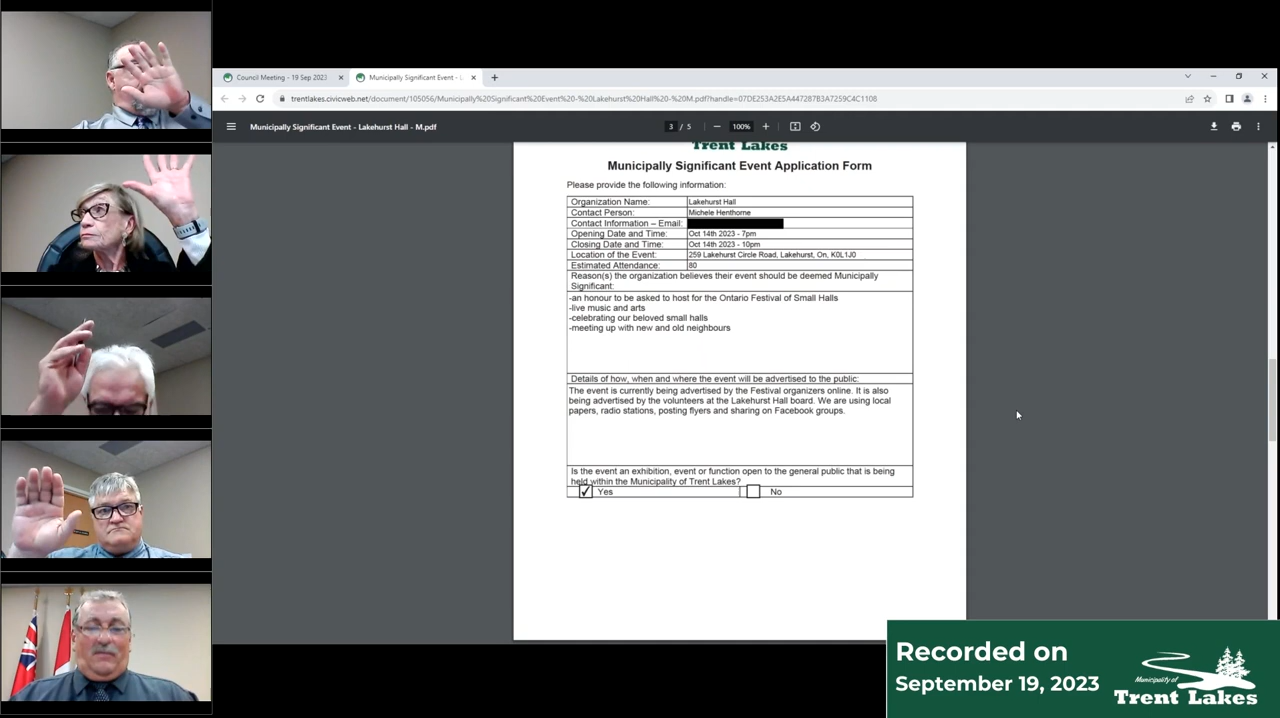 Council Meeting - 19 Sep 2023
Municipally Significant Event - L
trentlakes.civicweb.net/document/105056/Municipally%20Significant%20Event%20-%20Lakehurst%20Hall%20-%20M.pdf?handle=07DE253A2E5A447287B3A7259C4C1108
Municipally Significant Event - Lakehurst Hall - M.pdf
3 / 5
100%
Trent Lakes
Municipally Significant Event Application Form
Please provide the following information:
Organization Name: Lakehurst Hall
Contact Person: Michele Henthorne
Contact Information – Email:
Opening Date and Time: Oct 14th 2023 - 7pm
Closing Date and Time: Oct 14th 2023 - 10pm
Location of the Event: 259 Lakehurst Circle Road, Lakehurst, On, K0L1J0
Estimated Attendance: 80
Reason(s) the organization believes their event should be deemed Municipally
Significant:
-an honour to be asked to host for the Ontario Festival of Small Halls
-live music and arts
-celebrating our beloved small halls
-meeting up with new and old neighbours
Details of how, when and where the event will be advertised to the public:
The event is currently being advertised by the Festival organizers online. It is also
being advertised by the volunteers at the Lakehurst Hall board. We are using local
papers, radio stations, posting flyers and sharing on Facebook groups.
Is the event an exhibition, event or function open to the general public that is being
held within the Municipality of Trent Lakes?
Yes No
Recorded on
September 19, 2023
Municipality of
Trent Lakes